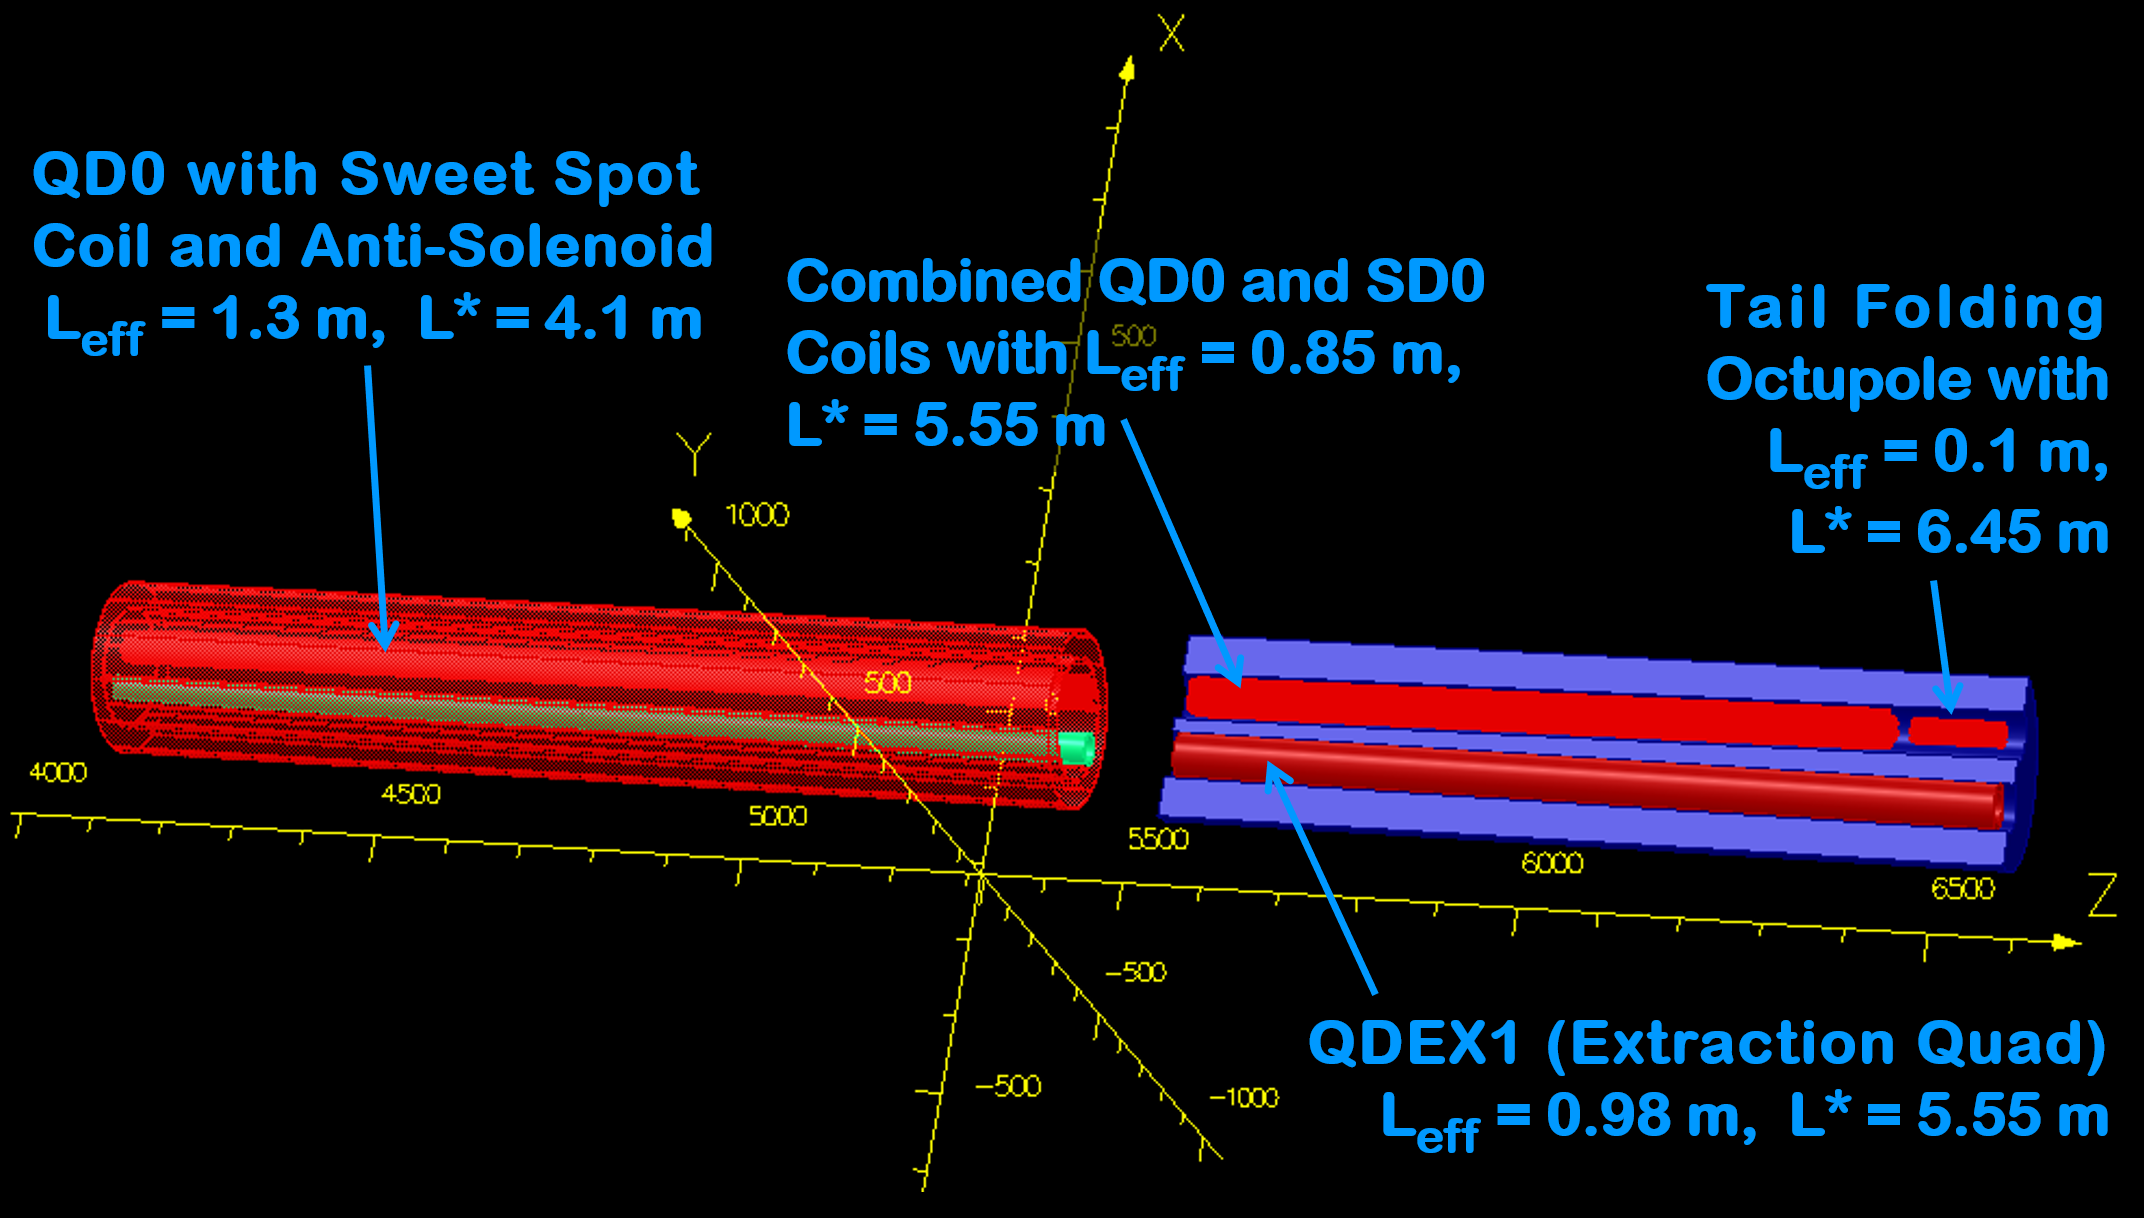 X
QD0 with Sweet Spot
Coil and Anti-Solenoid
Leff = 1.3 m, L* = 4.1 m
Combined QD0 and SD0
Coils with Leff = 0.85 m,
L* = 5.55 m
500
Tail Folding
Octupole with
Leff = 0.1 m,
L* = 6.45 m
Y
1000
500
4000
4500
5000
5500
6000
6500
Z
-500
-500
-1000
QDEX1 (Extraction Quad)
Leff = 0.98 m, L* = 5.55 m